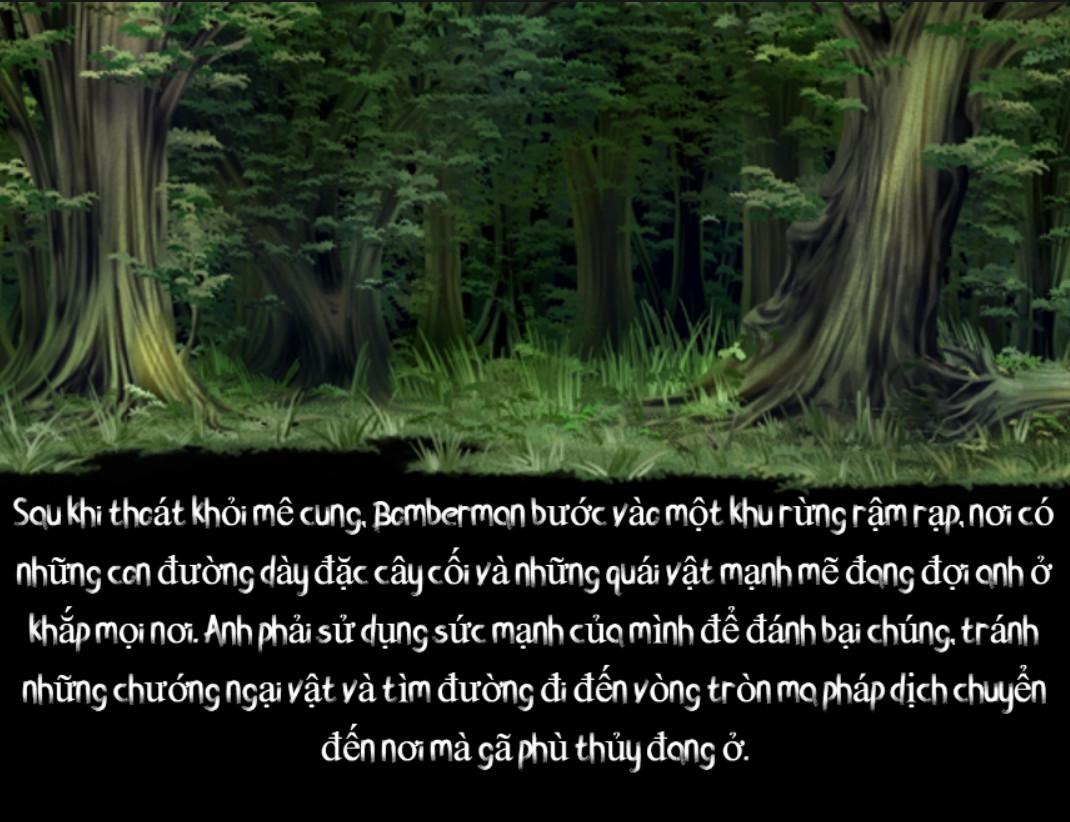 Sau khi thoát khỏi mê cung, Bomberman bước vào một khu rừng rậm rạp, nơi có
những con đường dày đặc cây cối và những quái vật mạnh mẽ đang đợi anh ở
khắp mọi nơi. Anh phải sử dụng sức mạnh của mình để đánh bại chúng, tránh
những chướng ngại vật và tìm đường đi đến vòng tròn ma pháp dịch chuyển
đến nơi mà gã phù thủy đang ở.